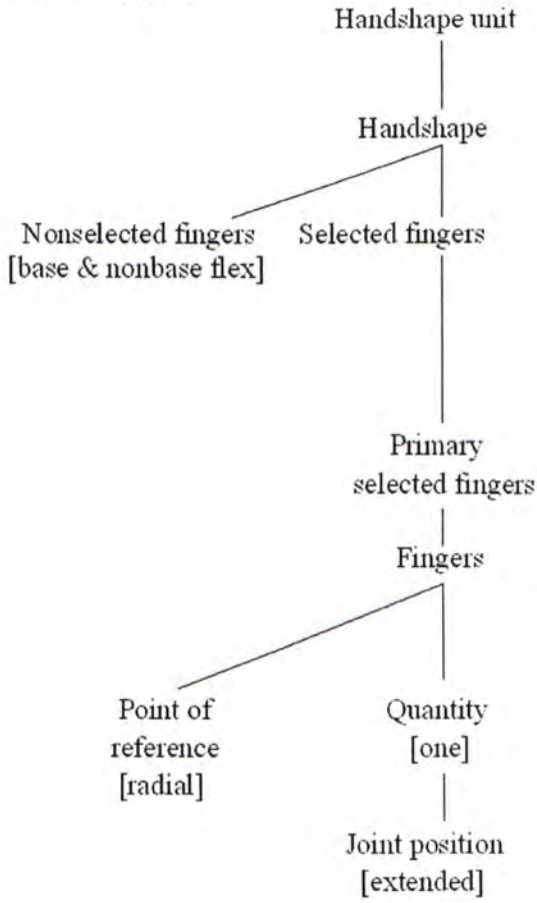 Handshape unit
Handshape
Nonselected fingers
[base & nonbase flex]
Selected fingers
Primary
selected fingers
Fingers
Point of
reference
[radial]
Quantity
[one]
Joint position
[extended]